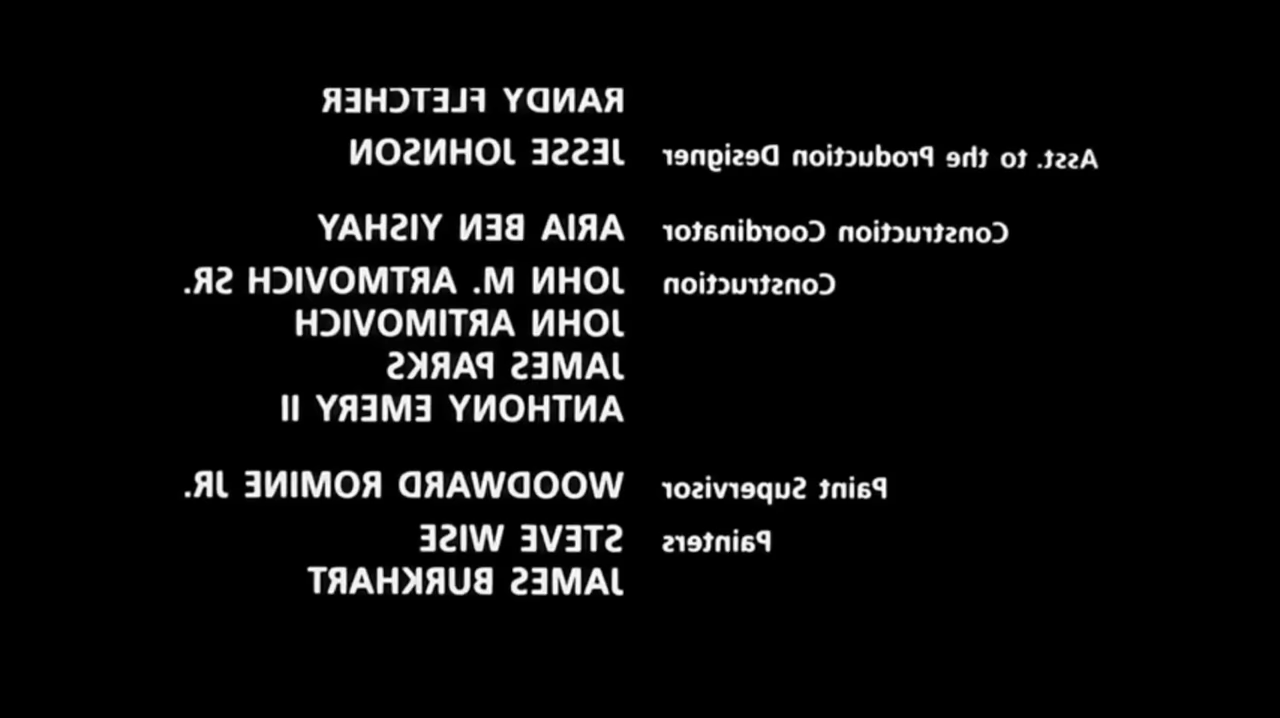 RANDY FLETCHER
Asst. to the Production Designer JESSE JOHNSON
Construction Coordinator ARIA BEN YISHAY
Construction JOHN M. ARTMOVICH SR.
JOHN ARTIMOVICH
JAMES PARKS
ANTHONY EMERY II
Paint Supervisor WOODWARD ROMINE JR.
Painters STEVE WISE
JAMES BURKHART